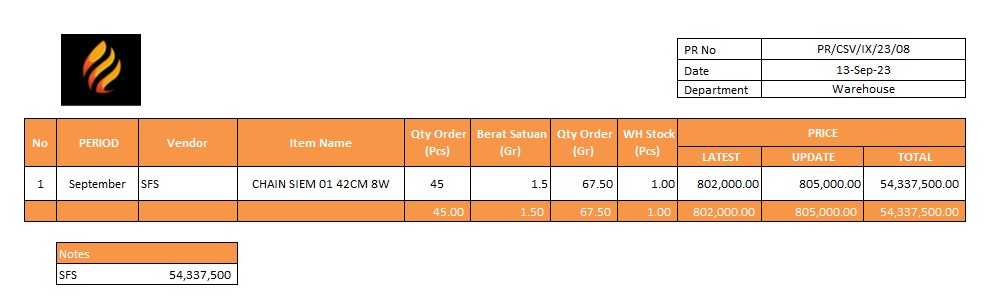 PR No PR/CSV/IX/23/08
Date 13-Sep-23
Department Warehouse
No PERIOD Vendor Item Name Qty Order (Pcs) Berat Satuan (Gr) Qty Order (Gr) WH Stock (Pcs) PRICE
LATEST UPDATE TOTAL
1 September SFS CHAIN SIEM 01 42CM 8W 45 1.5 67.50 1.00 802,000.00 805,000.00 54,337,500.00
45.00 1.50 67.50 1.00 802,000.00 805,000.00 54,337,500.00
Notes
SFS 54,337,500